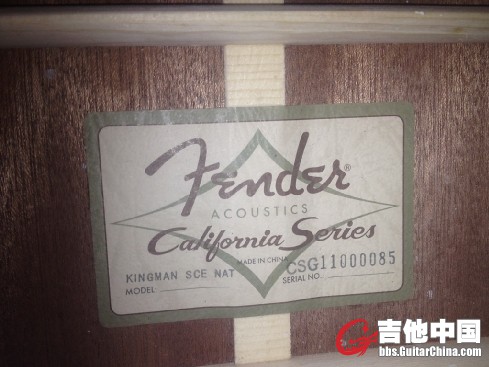 Fender®
ACOUSTICS
California Series
MADE IN CHINA
KINGMAN SCE NAT
MODEL
CSG11000085
SERIAL NO.
吉他中国
bbs.GuitarChina.com